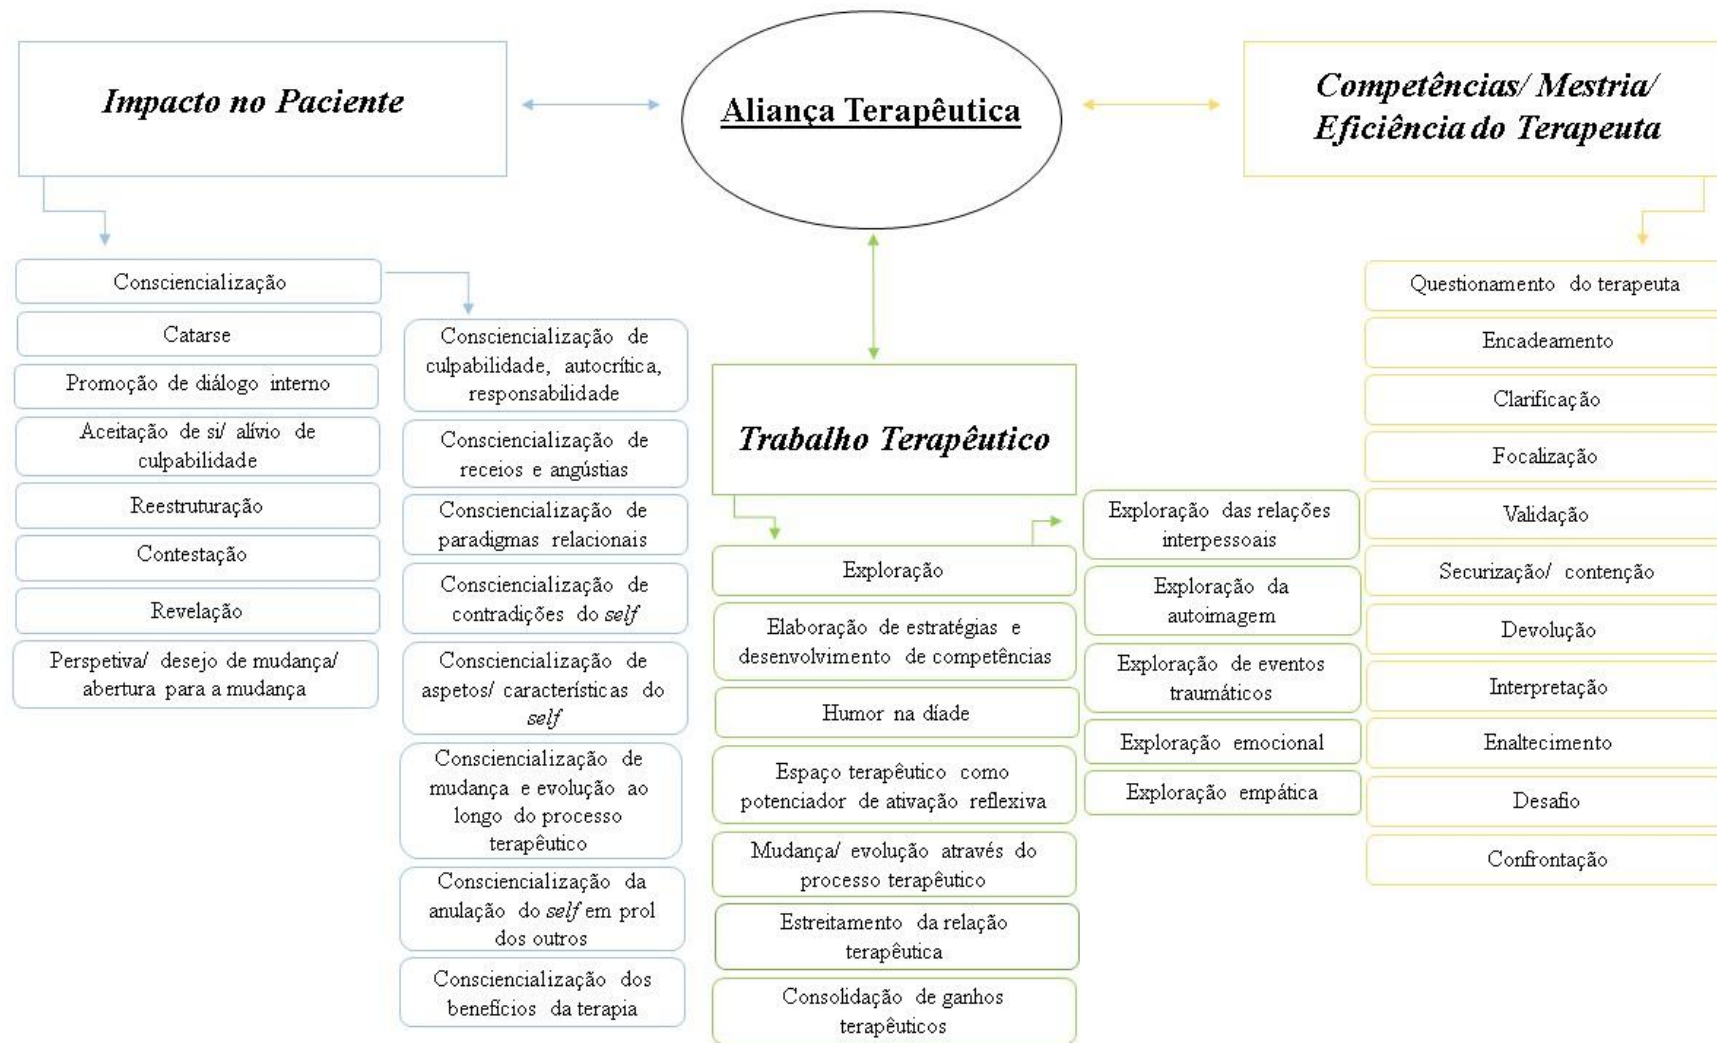 Impacto no Paciente
Aliança Terapêutica
Competências/ Mestria/
Eficiência do Terapeuta
Consciencialização
Catarse
Promoção de diálogo interno
Aceitação de si/ alívio de
culpabilidade
Reestruturação
Contestação
Revelação
Perspetiva/ desejo de mudança/
abertura para a mudança
Consciencialização de
culpabilidade, autocrítica,
responsabilidade
Consciencialização de
receios e angústias
Consciencialização de
paradigmas relacionais
Consciencialização de
contradições do self
Consciencialização de
aspetos/ características do
self
Consciencialização de
mudança e evolução ao
longo do processo
terapêutico
Consciencialização da
anulação do self em prol
dos outros
Consciencialização dos
benefícios da terapia
Trabalho Terapêutico
Exploração
Elaboração de estratégias e
desenvolvimento de competências
Humor na díade
Espaço terapêutico como
potenciador de ativação reflexiva
Mudança/ evolução através do
processo terapêutico
Estreitamento da relação
terapêutica
Consolidação de ganhos
terapêuticos
Exploração das relações
interpessoais
Exploração da
autoimagem
Exploração de eventos
traumáticos
Exploração emocional
Exploração empática
Questionamento do terapeuta
Encadeamento
Clarificação
Focalização
Validação
Securização/ contenção
Devolução
Interpretação
Enaltecimento
Desafio
Confrontação